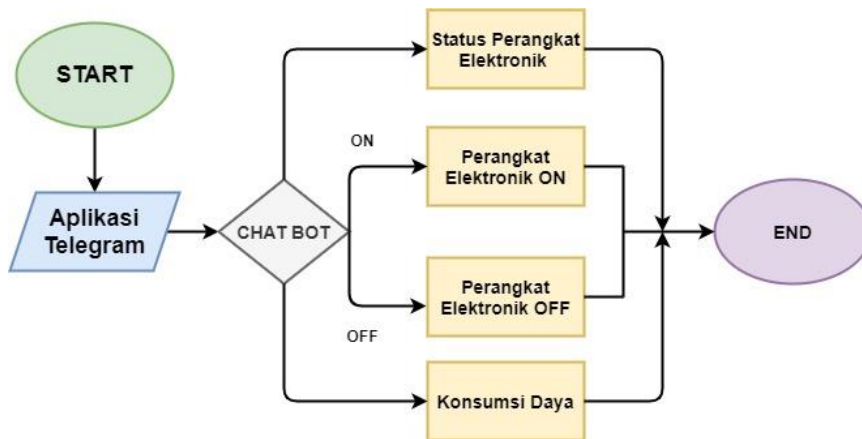 START
Aplikasi
Telegram
CHAT BOT
Status Perangkat
Elektronik
ON
Perangkat
Elektronik ON
Perangkat
Elektronik OFF
OFF
Konsumsi Daya
END